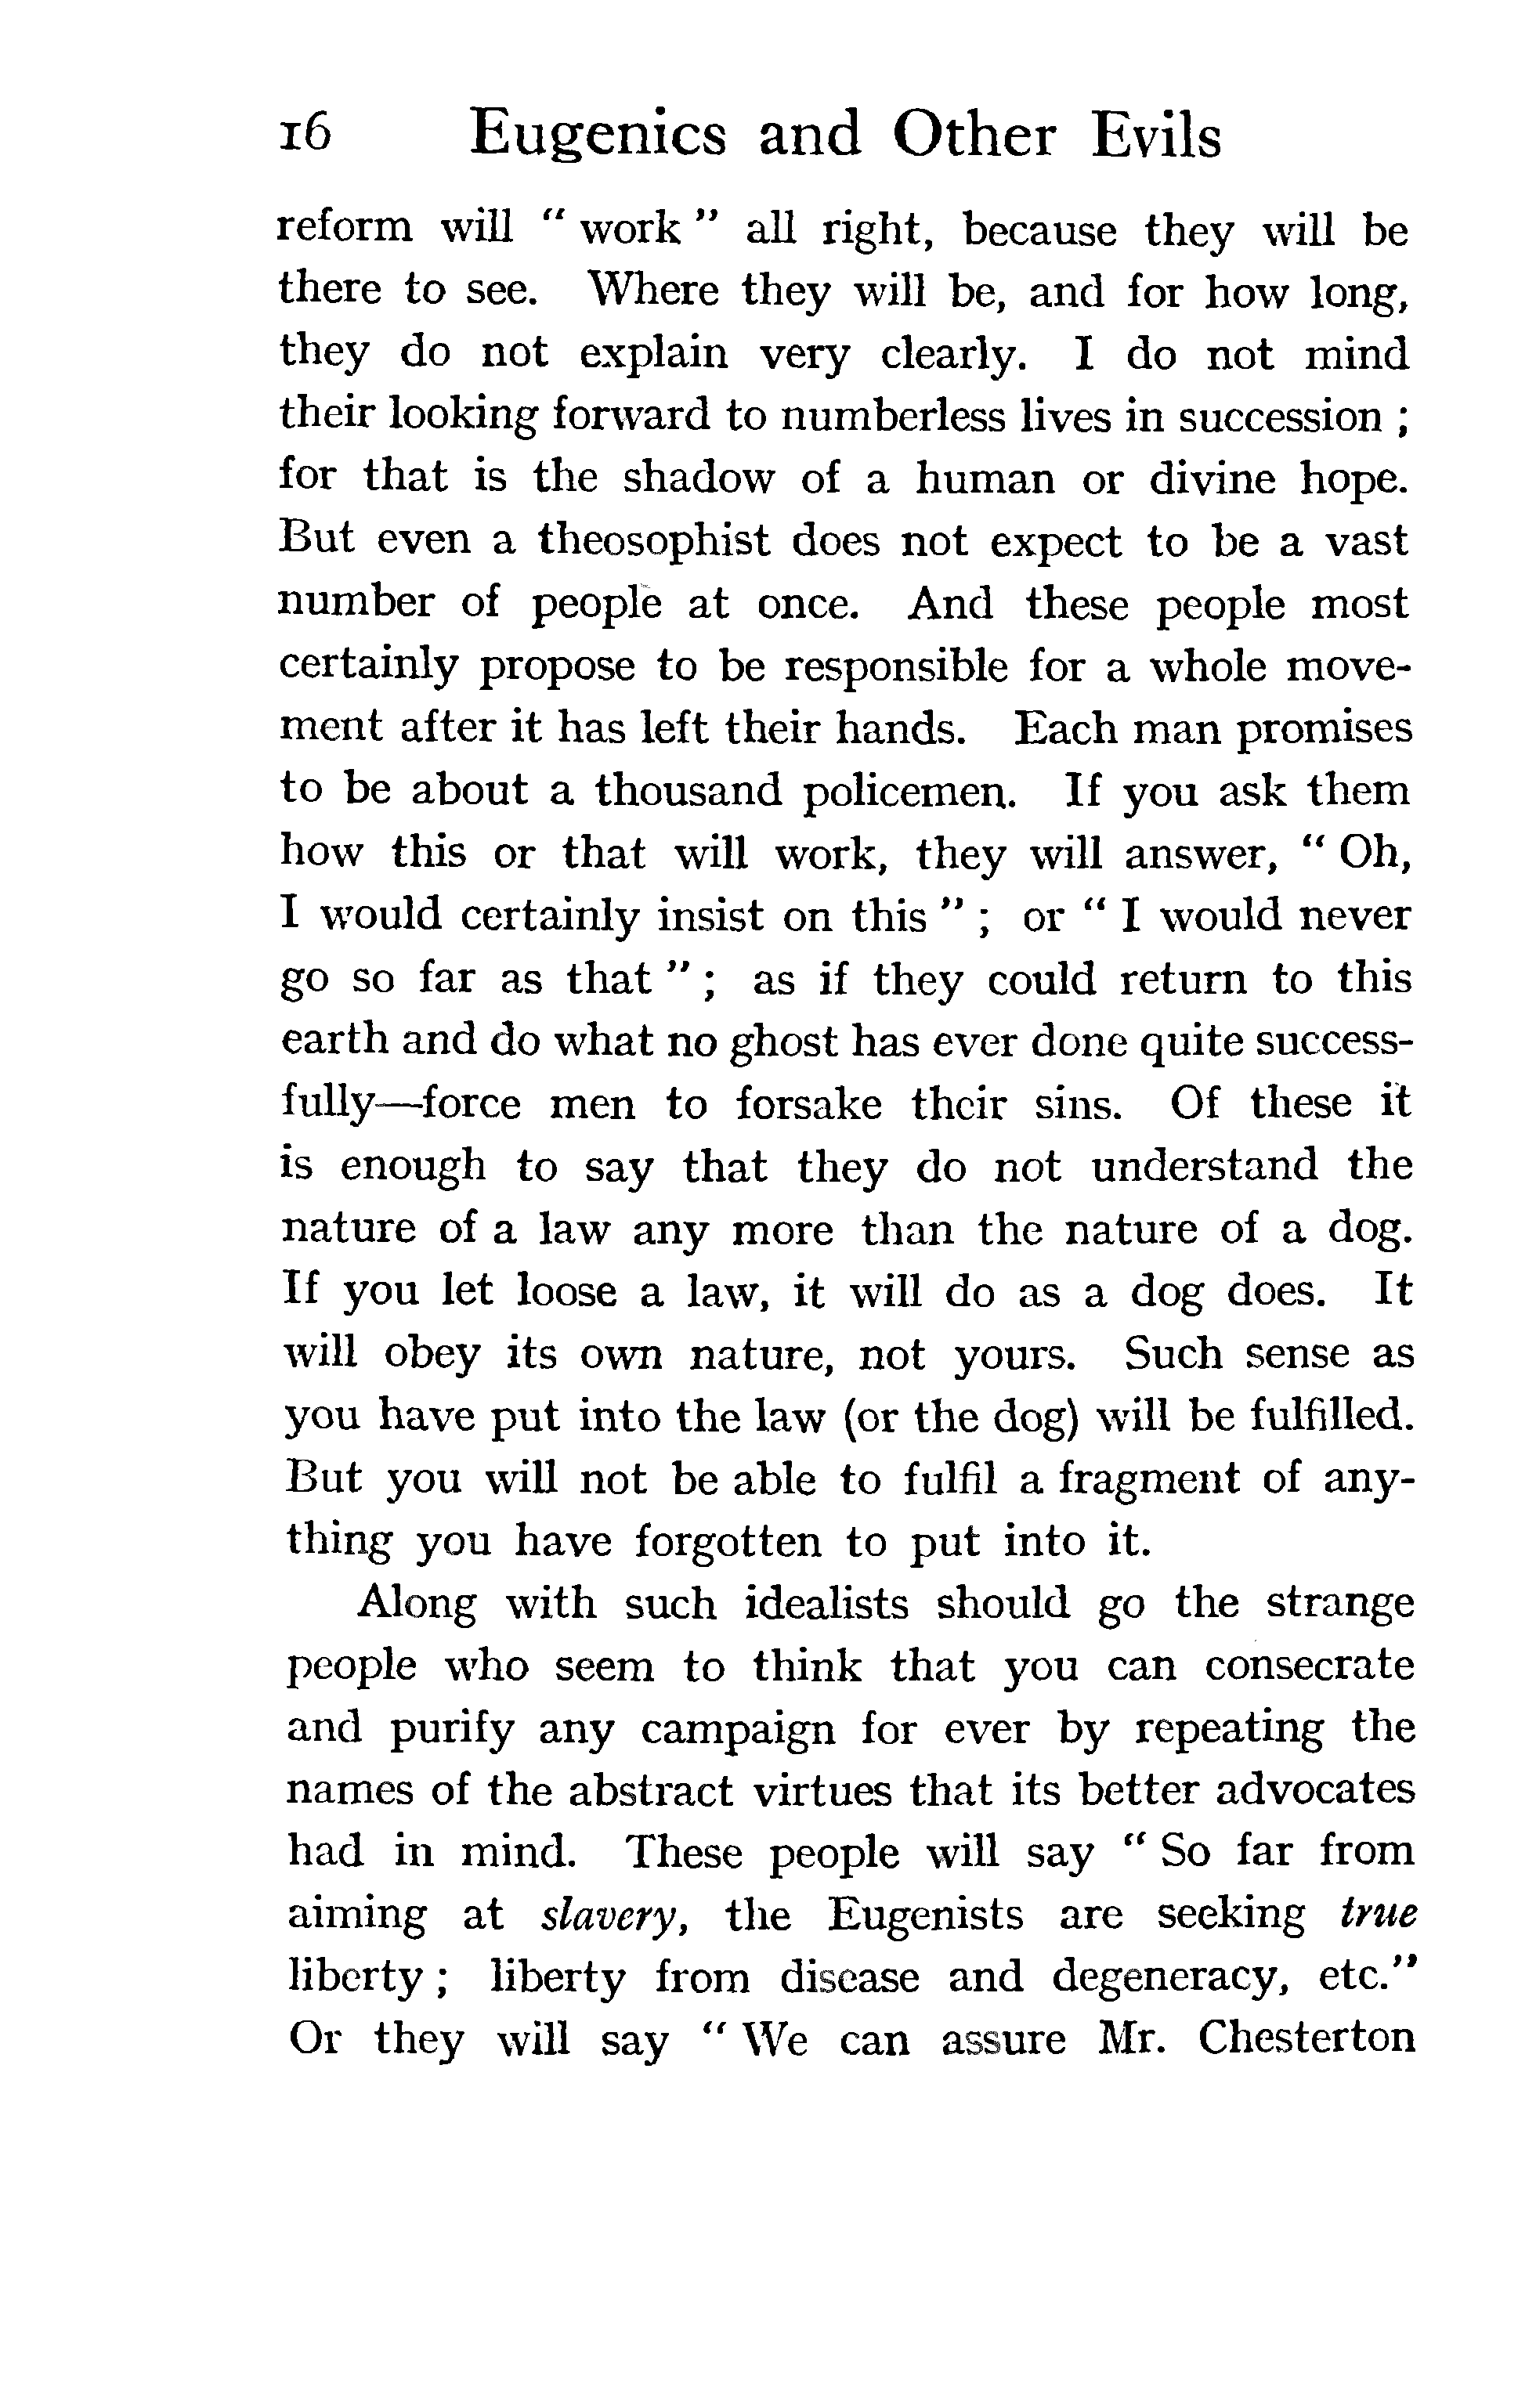 16 Eugenics and Other Evils
reform will “ work ” all right, because they will be
there to see. Where they will be, and for how long,
they do not explain very clearly. I do not mind
their looking forward to numberless lives in succession ;
for that is the shadow of a human or divine hope.
But even a theosophist does not expect to be a vast
number of people at once. And these people most
certainly propose to be responsible for a whole move-
ment after it has left their hands. Each man promises
to be about a thousand policemen. If you ask them
how this or that will work, they will answer, “ Oh,
I would certainly insist on this ” ; or “ I would never
go so far as that ” ; as if they could return to this
earth and do what no ghost has ever done quite success-
fully—force men to forsake their sins. Of these it
is enough to say that they do not understand the
nature of a law any more than the nature of a dog.
If you let loose a law, it will do as a dog does. It
will obey its own nature, not yours. Such sense as
you have put into the law (or the dog) will be fulfilled.
But you will not be able to fulfil a fragment of any-
thing you have forgotten to put into it.
Along with such idealists should go the strange
people who seem to think that you can consecrate
and purify any campaign for ever by repeating the
names of the abstract virtues that its better advocates
had in mind. These people will say “ So far from
aiming at slavery, the Eugenists are seeking true
liberty ; liberty from disease and degeneracy, etc.”
Or they will say “ We can assure Mr. Chesterton